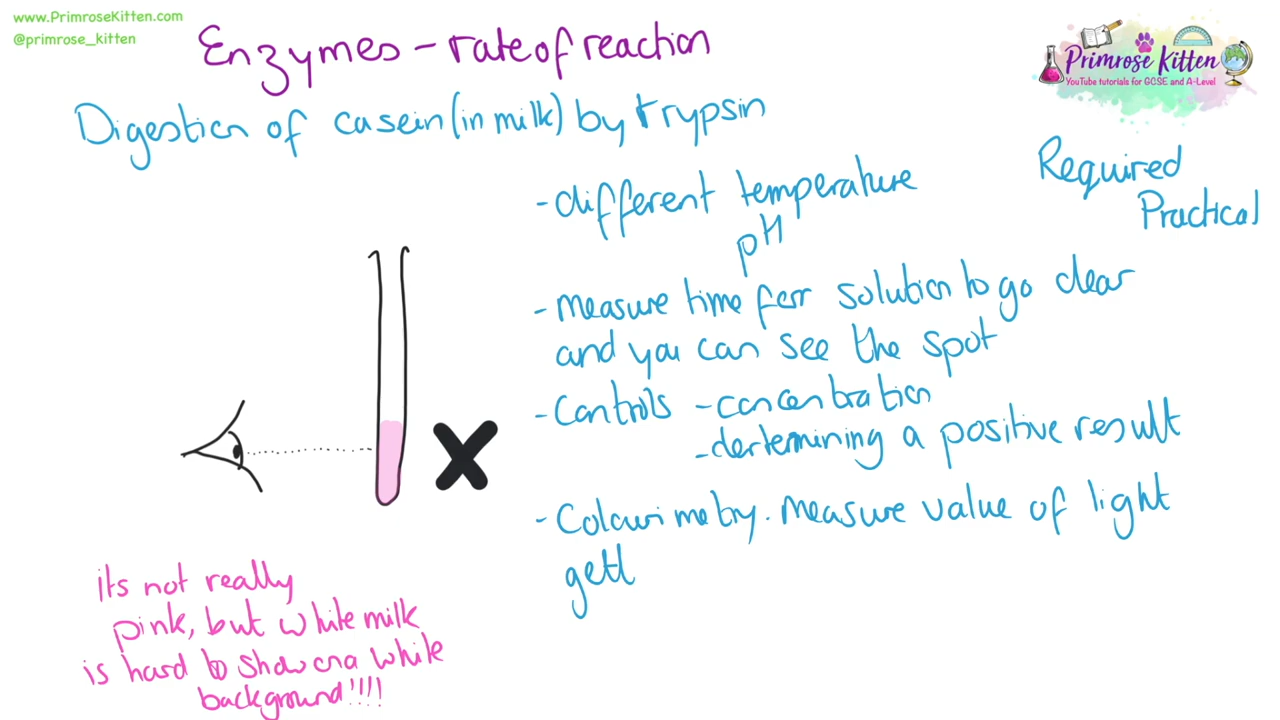 www.PrimroseKitten.com
@primrose_kitten
Enzymes - rate of reaction
Primrose Kitten
YouTube tutorials for GCSE and A-Level
Digestion of casein (in milk) by trypsin
Required
Practical
- different temperature
pH
- Measure time for solution to go clear
and you can see the spot
- Controls - concentration
- dertemining a positive result
- Colourimetry. Measure value of light
gett
its not really
pink, but white milk
is hard to show on a white
background!!!!